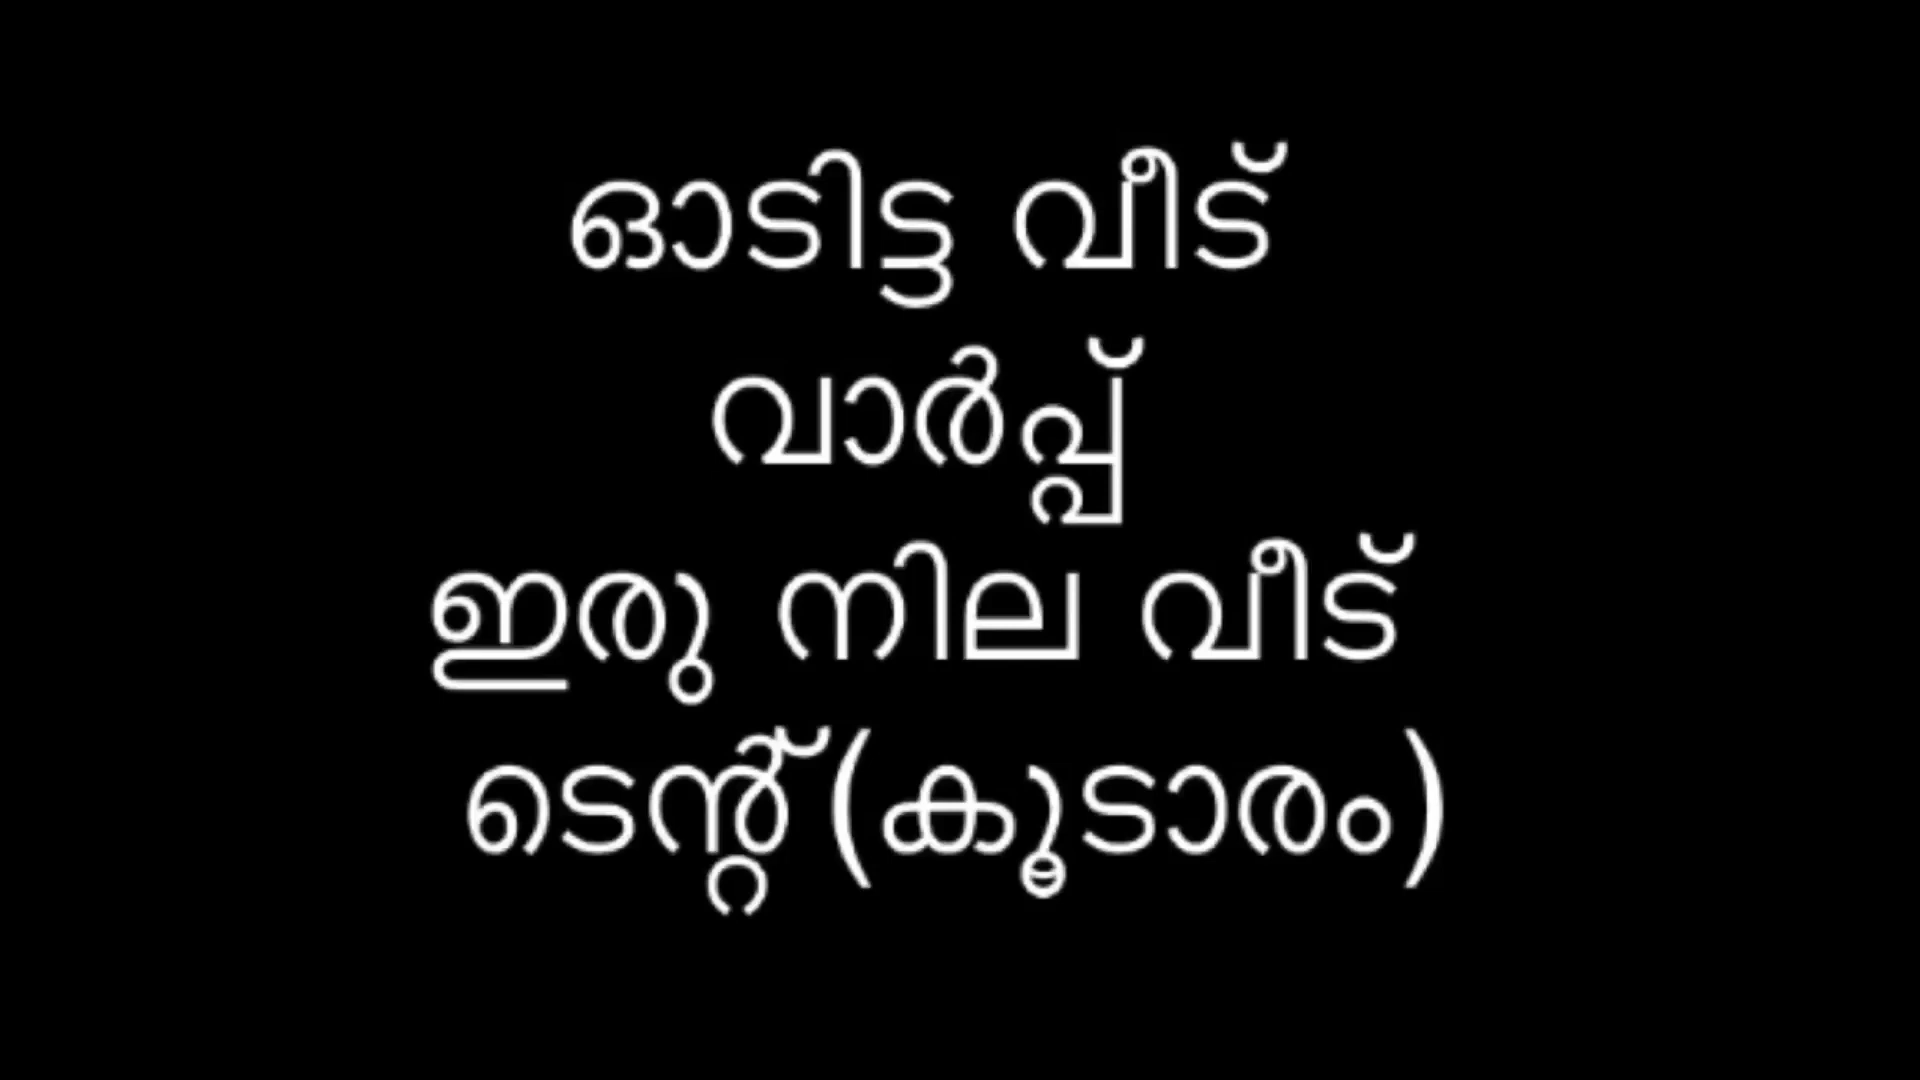 ഓടിട്ട വീട്
വാർപ്പ്
ഇരു നില വീട്
ടെന്റ്(കൂടാരം)